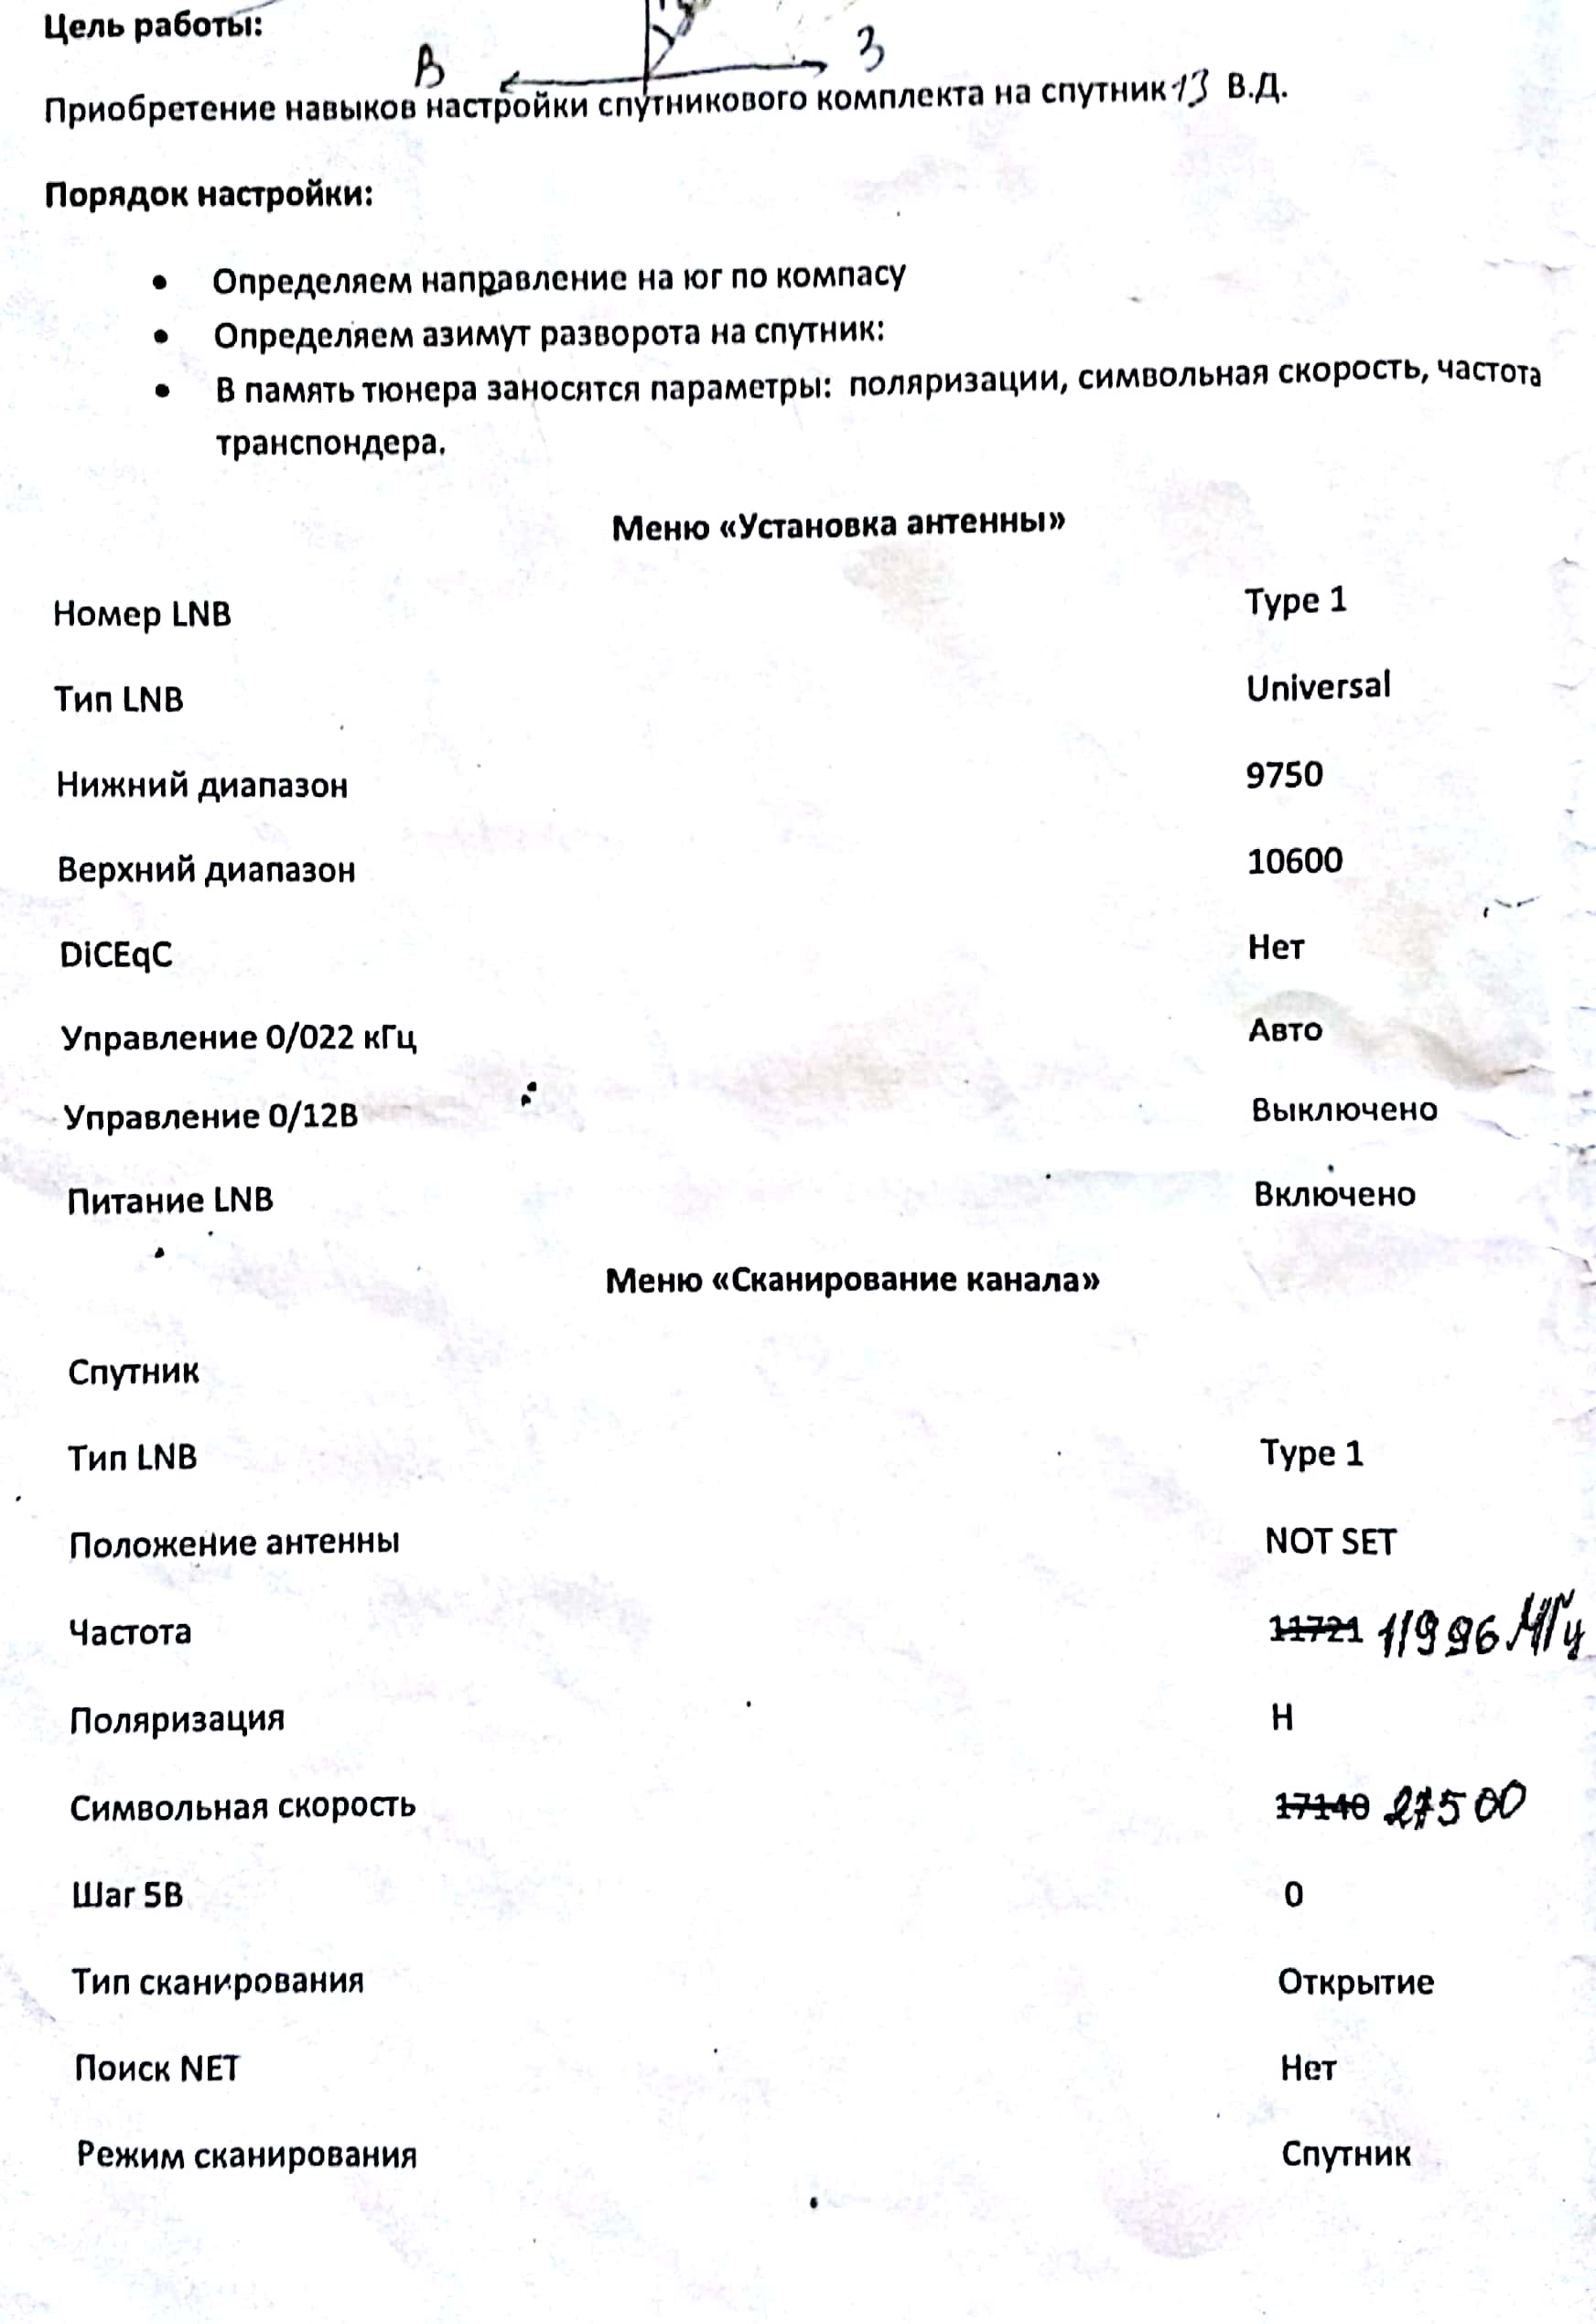 Цель работы:
В З
Приобретение навыков настройки спутникового комплекта на спутник 13 В.Д.
Порядок настройки:
• Определяем направление на юг по компасу
• Определяем азимут разворота на спутник:
• В память тюнера заносятся параметры: поляризации, символьная скорость, частота
транспондера.
Меню «Установка антенны»
Номер LNB Type 1
Тип LNB Universal
Нижний диапазон 9750
Верхний диапазон 10600
DiCEqC Нет
Управление 0/022 кГц Авто
Управление 0/12В Выключено
Питание LNB Включено
Меню «Сканирование канала»
Спутник
Тип LNB Type 1
Положение антенны NOT SET
Частота 11721 11996 МГц
Поляризация H
Символьная скорость 17140 27500
Шаг 5В 0
Тип сканирования Открытие
Поиск NET Нет
Режим сканирования Спутник